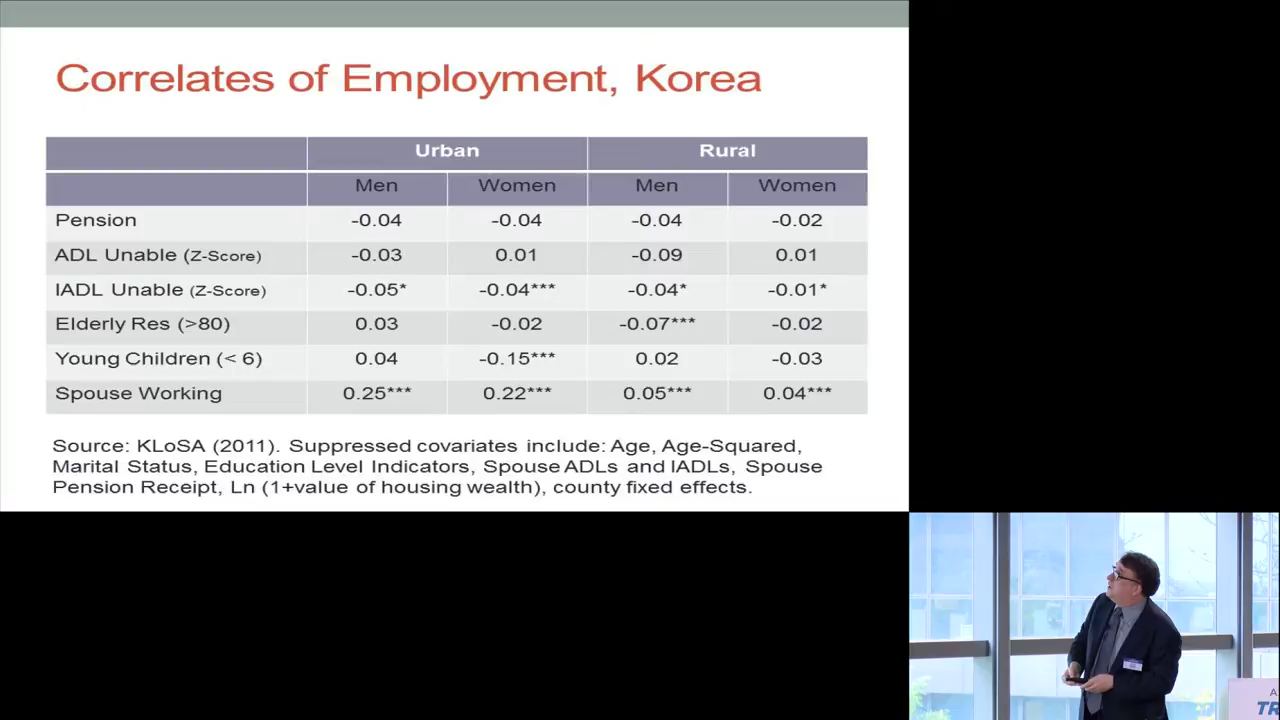 Correlates of Employment, Korea
Urban Rural
Men Women Men Women
Pension -0.04 -0.04 -0.04 -0.02
ADL Unable (Z-Score) -0.03 0.01 -0.09 0.01
IADL Unable (Z-Score) -0.05* -0.04*** -0.04* -0.01*
Elderly Res (>80) 0.03 -0.02 -0.07*** -0.02
Young Children (< 6) 0.04 -0.15*** 0.02 -0.03
Spouse Working 0.25*** 0.22*** 0.05*** 0.04***
Source: KLoSA (2011). Suppressed covariates include: Age, Age-Squared,
Marital Status, Education Level Indicators, Spouse ADLs and IADLs, Spouse
Pension Receipt, Ln (1+value of housing wealth), county fixed effects.